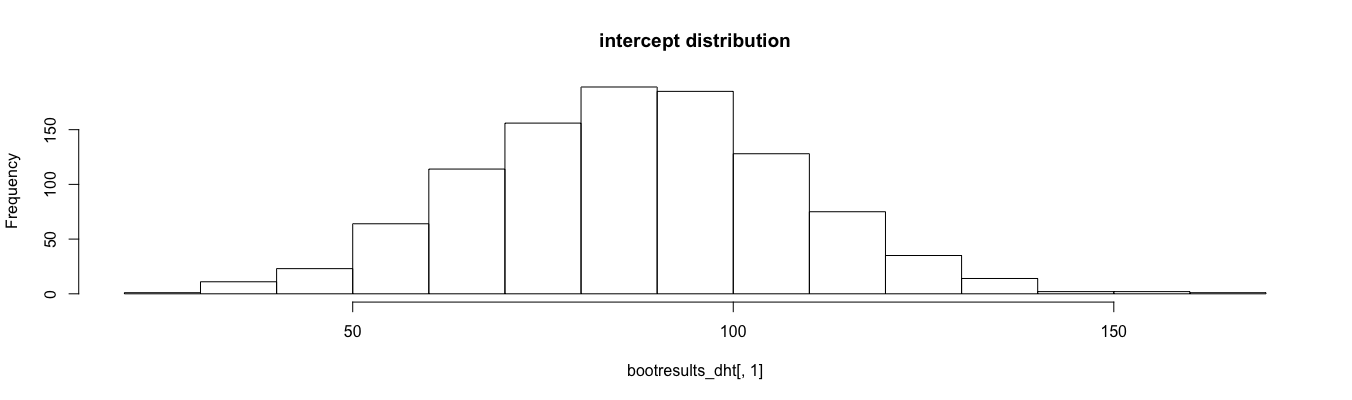 intercept distribution
Frequency
150
100
50
0
50 100 150
bootresults_dht[, 1]